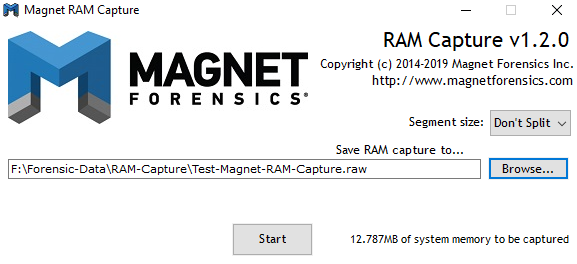 Magnet RAM Capture
RAM Capture v1.2.0
Copyright (c) 2014-2019 Magnet Forensics Inc.
http://www.magnetforensics.com
MAGNET
FORENSICS®
Segment size: Don't Split
Save RAM capture to...
F:\Forensic-Data\RAM-Capture\Test-Magnet-RAM-Capture.raw
Browse...
Start
12.787MB of system memory to be captured